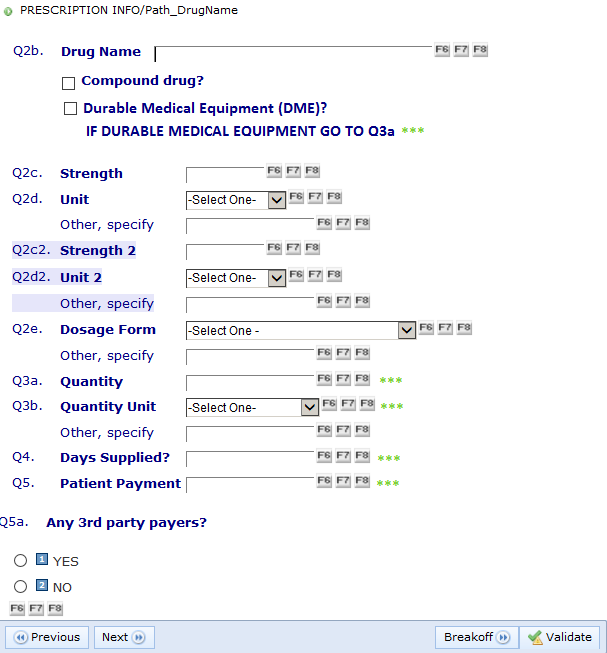 PRESCRIPTION INFO/Path_DrugName
Q2b. Drug Name F6 F7 F8
Compound drug?
Durable Medical Equipment (DME)?
IF DURABLE MEDICAL EQUIPMENT GO TO Q3a ***
Q2c. Strength F6 F7 F8
Q2d. Unit -Select One- F6 F7 F8
Other, specify F6 F7 F8
Q2c2. Strength 2 F6 F7 F8
Q2d2. Unit 2 -Select One- F6 F7 F8
Other, specify F6 F7 F8
Q2e. Dosage Form -Select One - F6 F7 F8
Other, specify F6 F7 F8
Q3a. Quantity F6 F7 F8 ***
Q3b. Quantity Unit -Select One- F6 F7 F8 ***
Other, specify F6 F7 F8
Q4. Days Supplied? F6 F7 F8 ***
Q5. Patient Payment F6 F7 F8 ***
Q5a. Any 3rd party payers?
1 YES
2 NO
F6 F7 F8
Previous Next Breakoff Validate